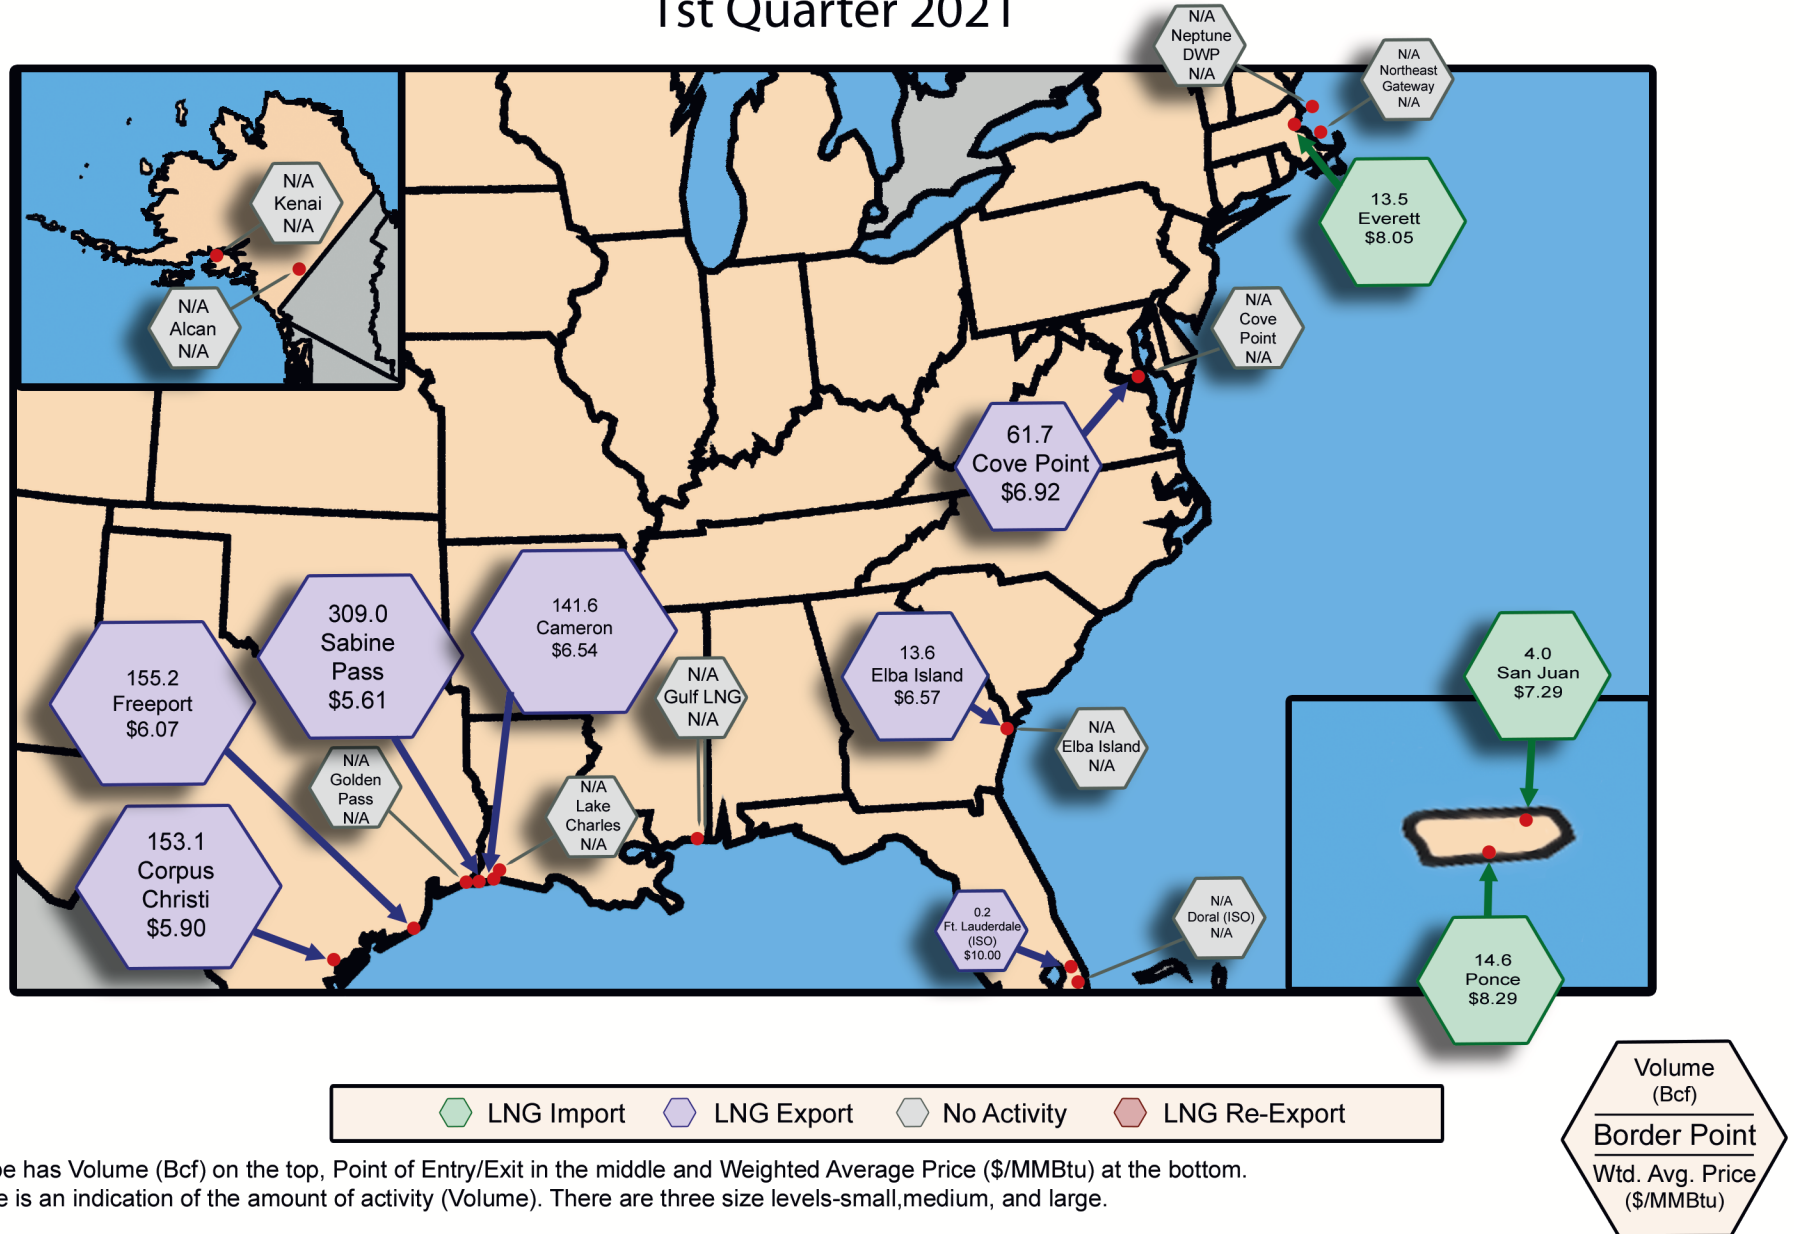 1st Quarter 2021
N/A
Neptune
DWP
N/A
N/A
Northeast
Gateway
N/A
N/A
Kenai
N/A
13.5
Everett
$8.05
N/A
Alcan
N/A
N/A
Cove
Point
N/A
61.7
Cove Point
$6.92
309.0
Sabine
Pass
$5.61
141.6
Cameron
$6.54
155.2
Freeport
$6.07
N/A
Gulf LNG
N/A
13.6
Elba Island
$6.57
4.0
San Juan
$7.29
N/A
Elba Island
N/A
N/A
Golden
Pass
N/A
N/A
Lake
Charles
N/A
153.1
Corpus
Christi
$5.90
0.2
Ft. Lauderdale
(ISO)
$10.00
N/A
Doral (ISO)
N/A
14.6
Ponce
$8.29
LNG Import
LNG Export
No Activity
LNG Re-Export
Volume
(Bcf)
Border Point
Wtd. Avg. Price
($/MMBtu)
has Volume (Bcf) on the top, Point of Entry/Exit in the middle and Weighted Average Price ($/MMBtu) at the bottom.
is an indication of the amount of activity (Volume). There are three size levels-small,medium, and large.